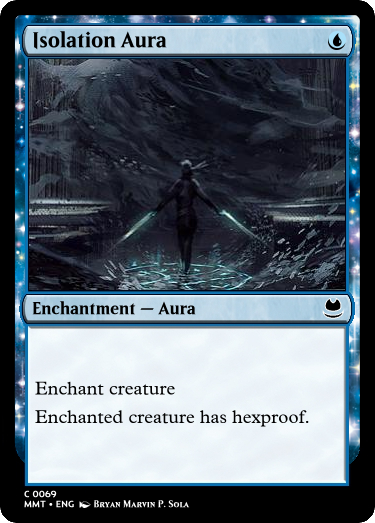 Isolation Aura
Enchantment — Aura
Enchant creature
Enchanted creature has hexproof.
C 0069
MMT • ENG Bryan Marvin P. Sola